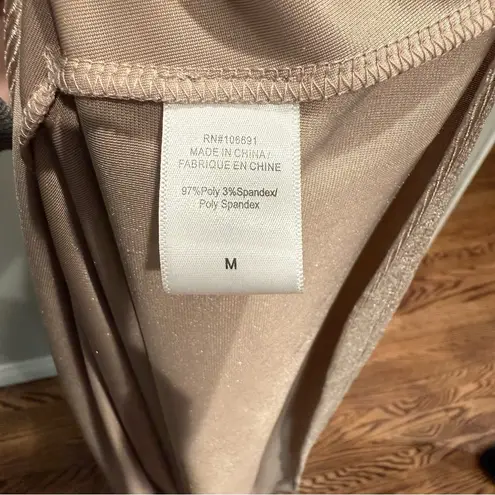 RN#106691
MADE IN CHINA/
FABRIQUE EN CHINE
97%Poly 3%Spandex/
Poly Spandex
M